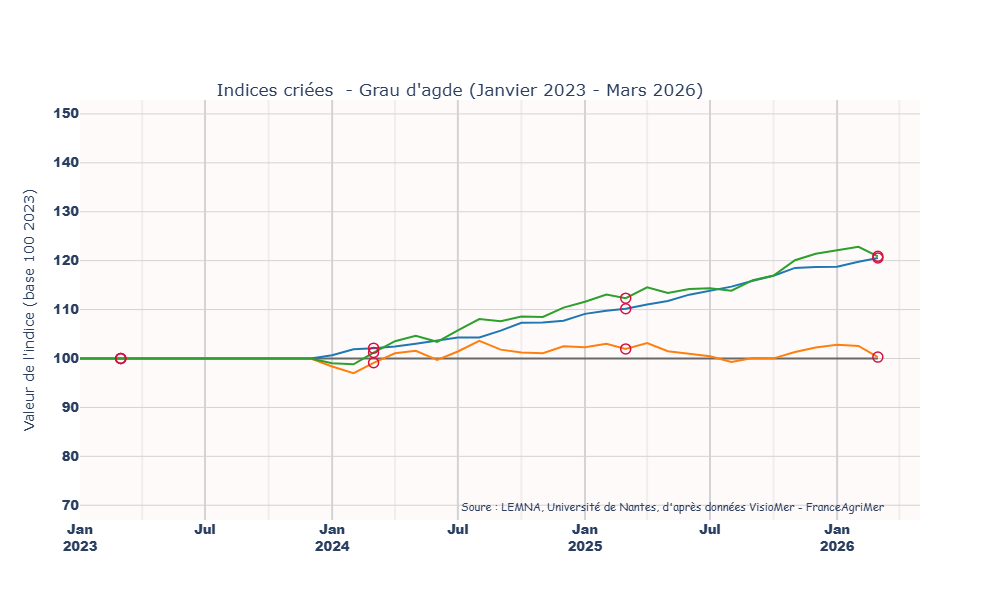 Indices criées  - Grau d'agde (Janvier 2023 - Mars 2026)
Valeur de l'indice (base 100 2023)
150
140
130
120
110
100
90
80
70
Soure : LEMNA, Université de Nantes, d'après données VisioMer - FranceAgriMer
Jan Jul Jan Jul Jan Jul Jan
2023 2024 2025 2026